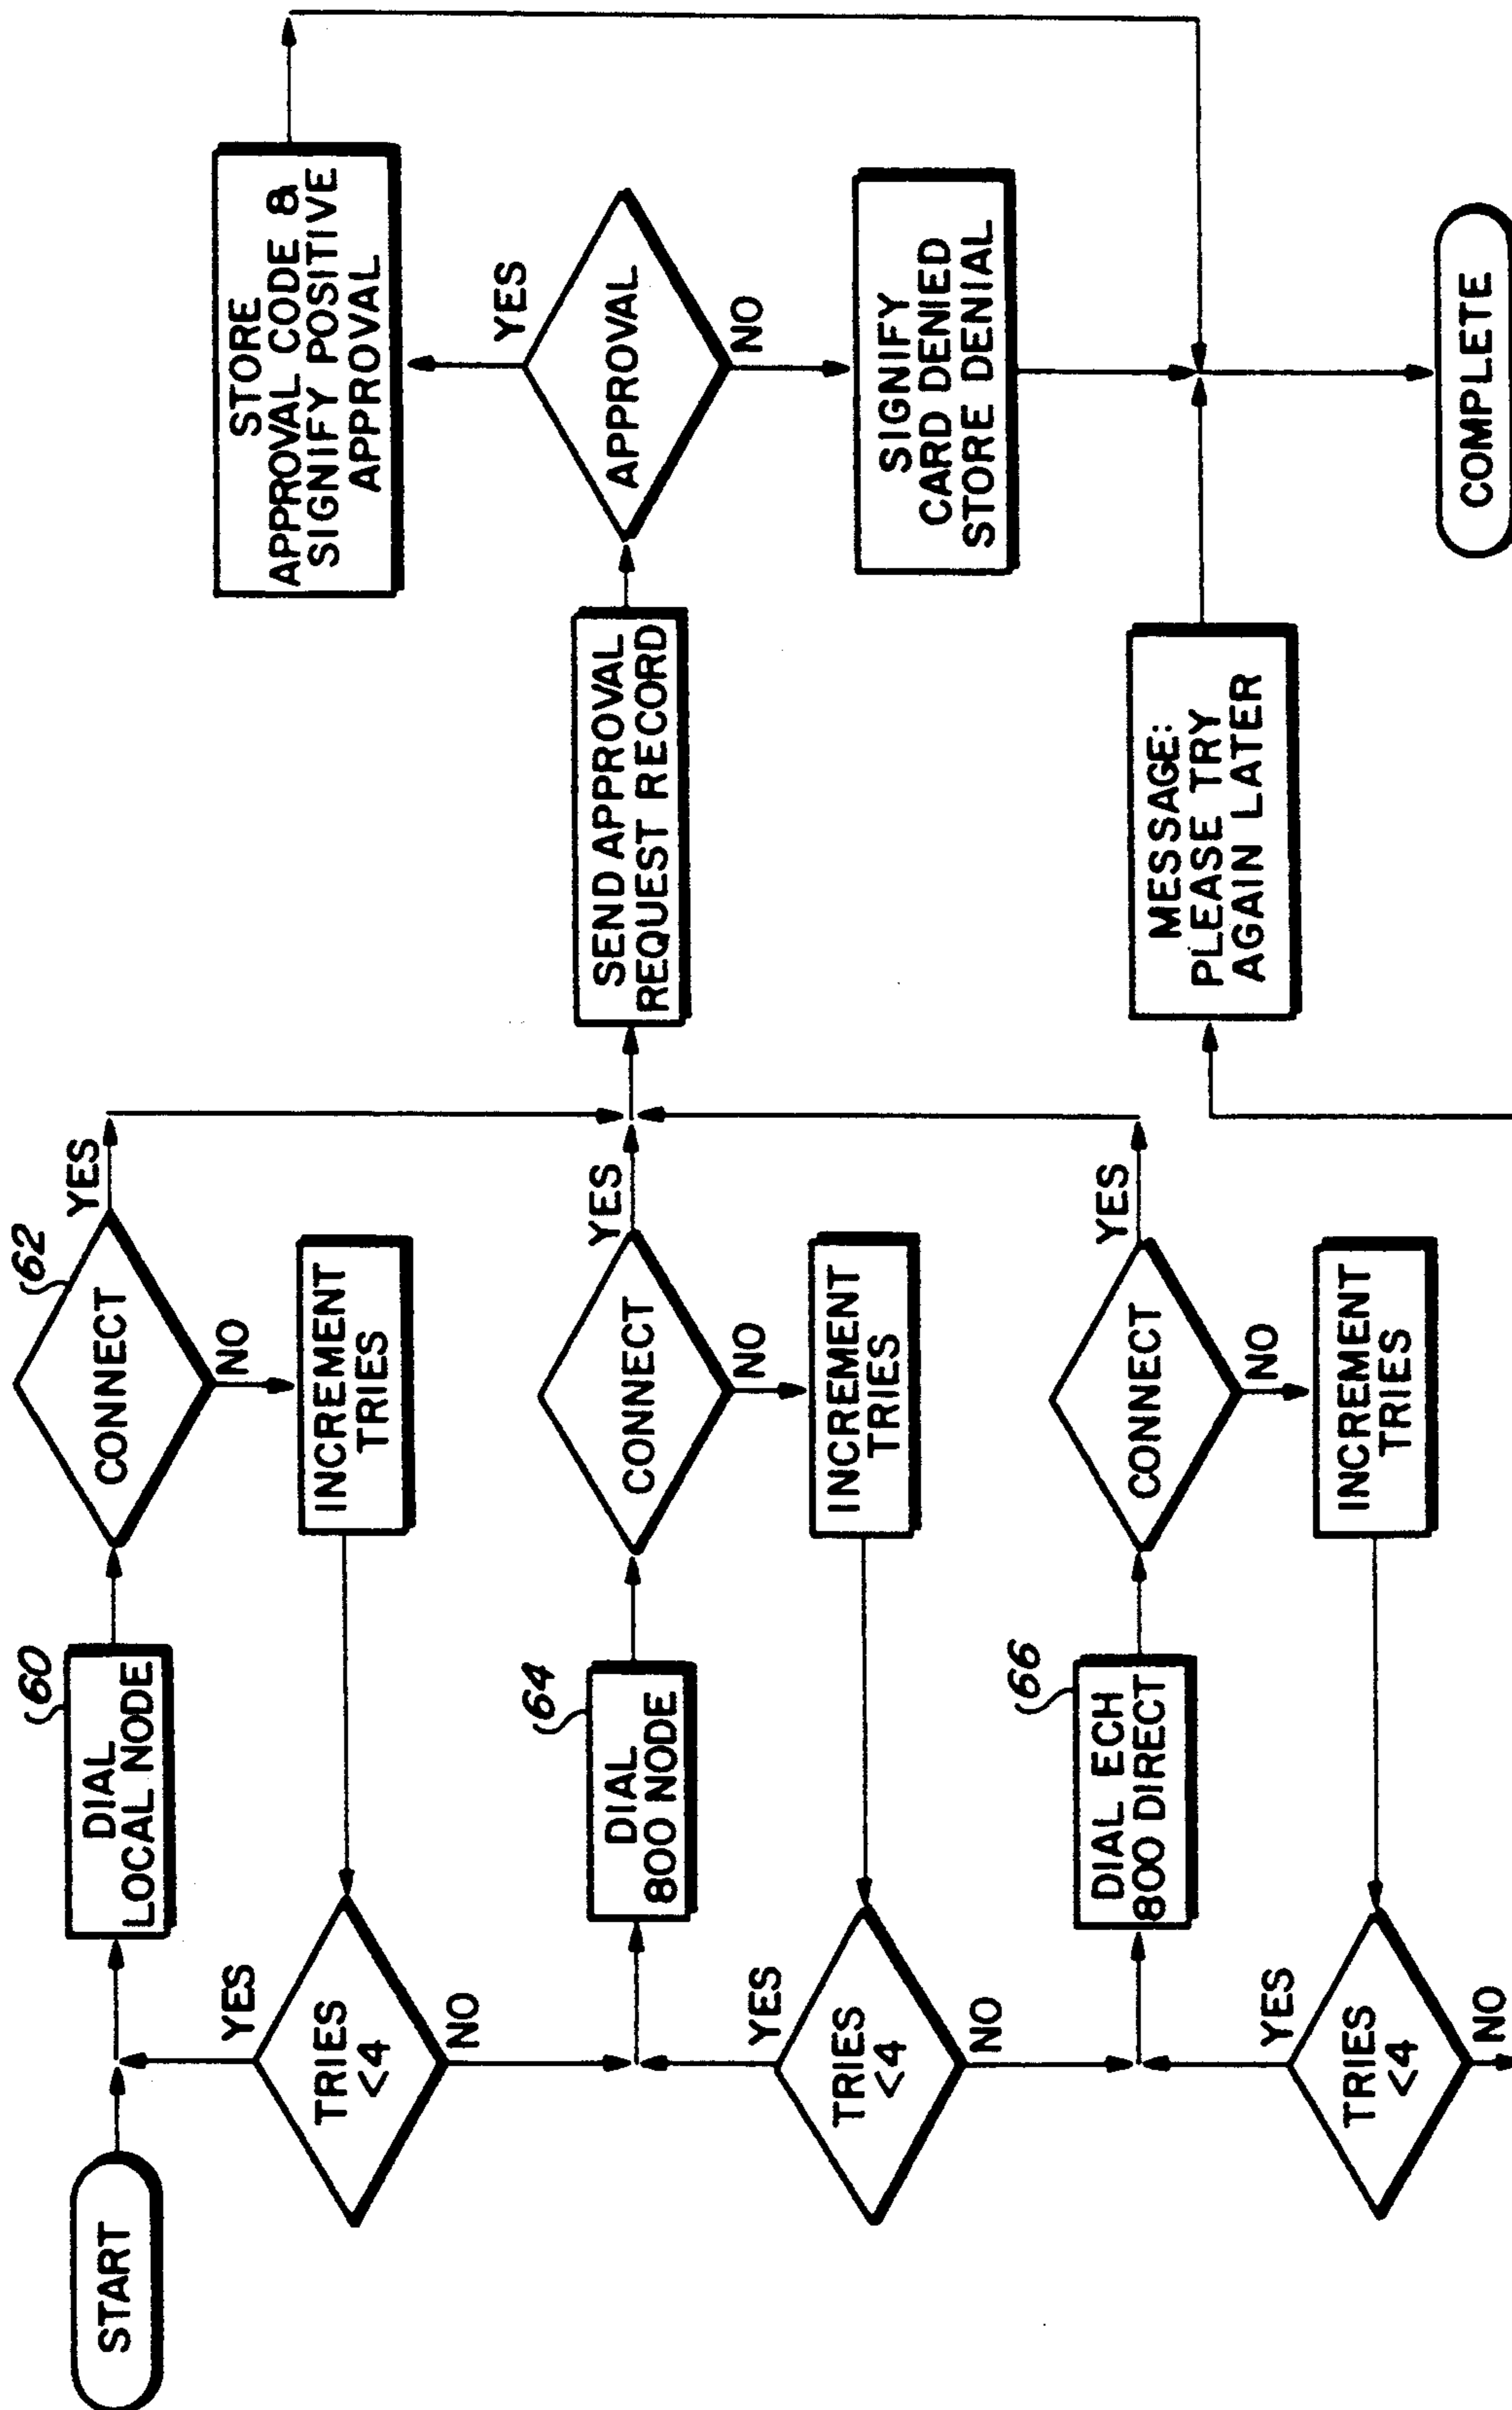 START
60
DIAL
LOCAL NODE
62
CONNECT
YES
NO
INCREMENT
TRIES
TRIES
<4
YES
NO
64
DIAL
800 NODE
CONNECT
YES
NO
INCREMENT
TRIES
TRIES
<4
YES
NO
66
DIAL ECH
800 DIRECT
CONNECT
YES
NO
INCREMENT
TRIES
TRIES
<4
YES
NO
SEND APPROVAL
REQUEST RECORD
APPROVAL
YES
NO
STORE
APPROVAL CODE &
SIGNIFY POSITIVE
APPROVAL
SIGNIFY
CARD DENIED
STORE DENIAL
MESSAGE:
PLEASE TRY
AGAIN LATER
COMPLETE